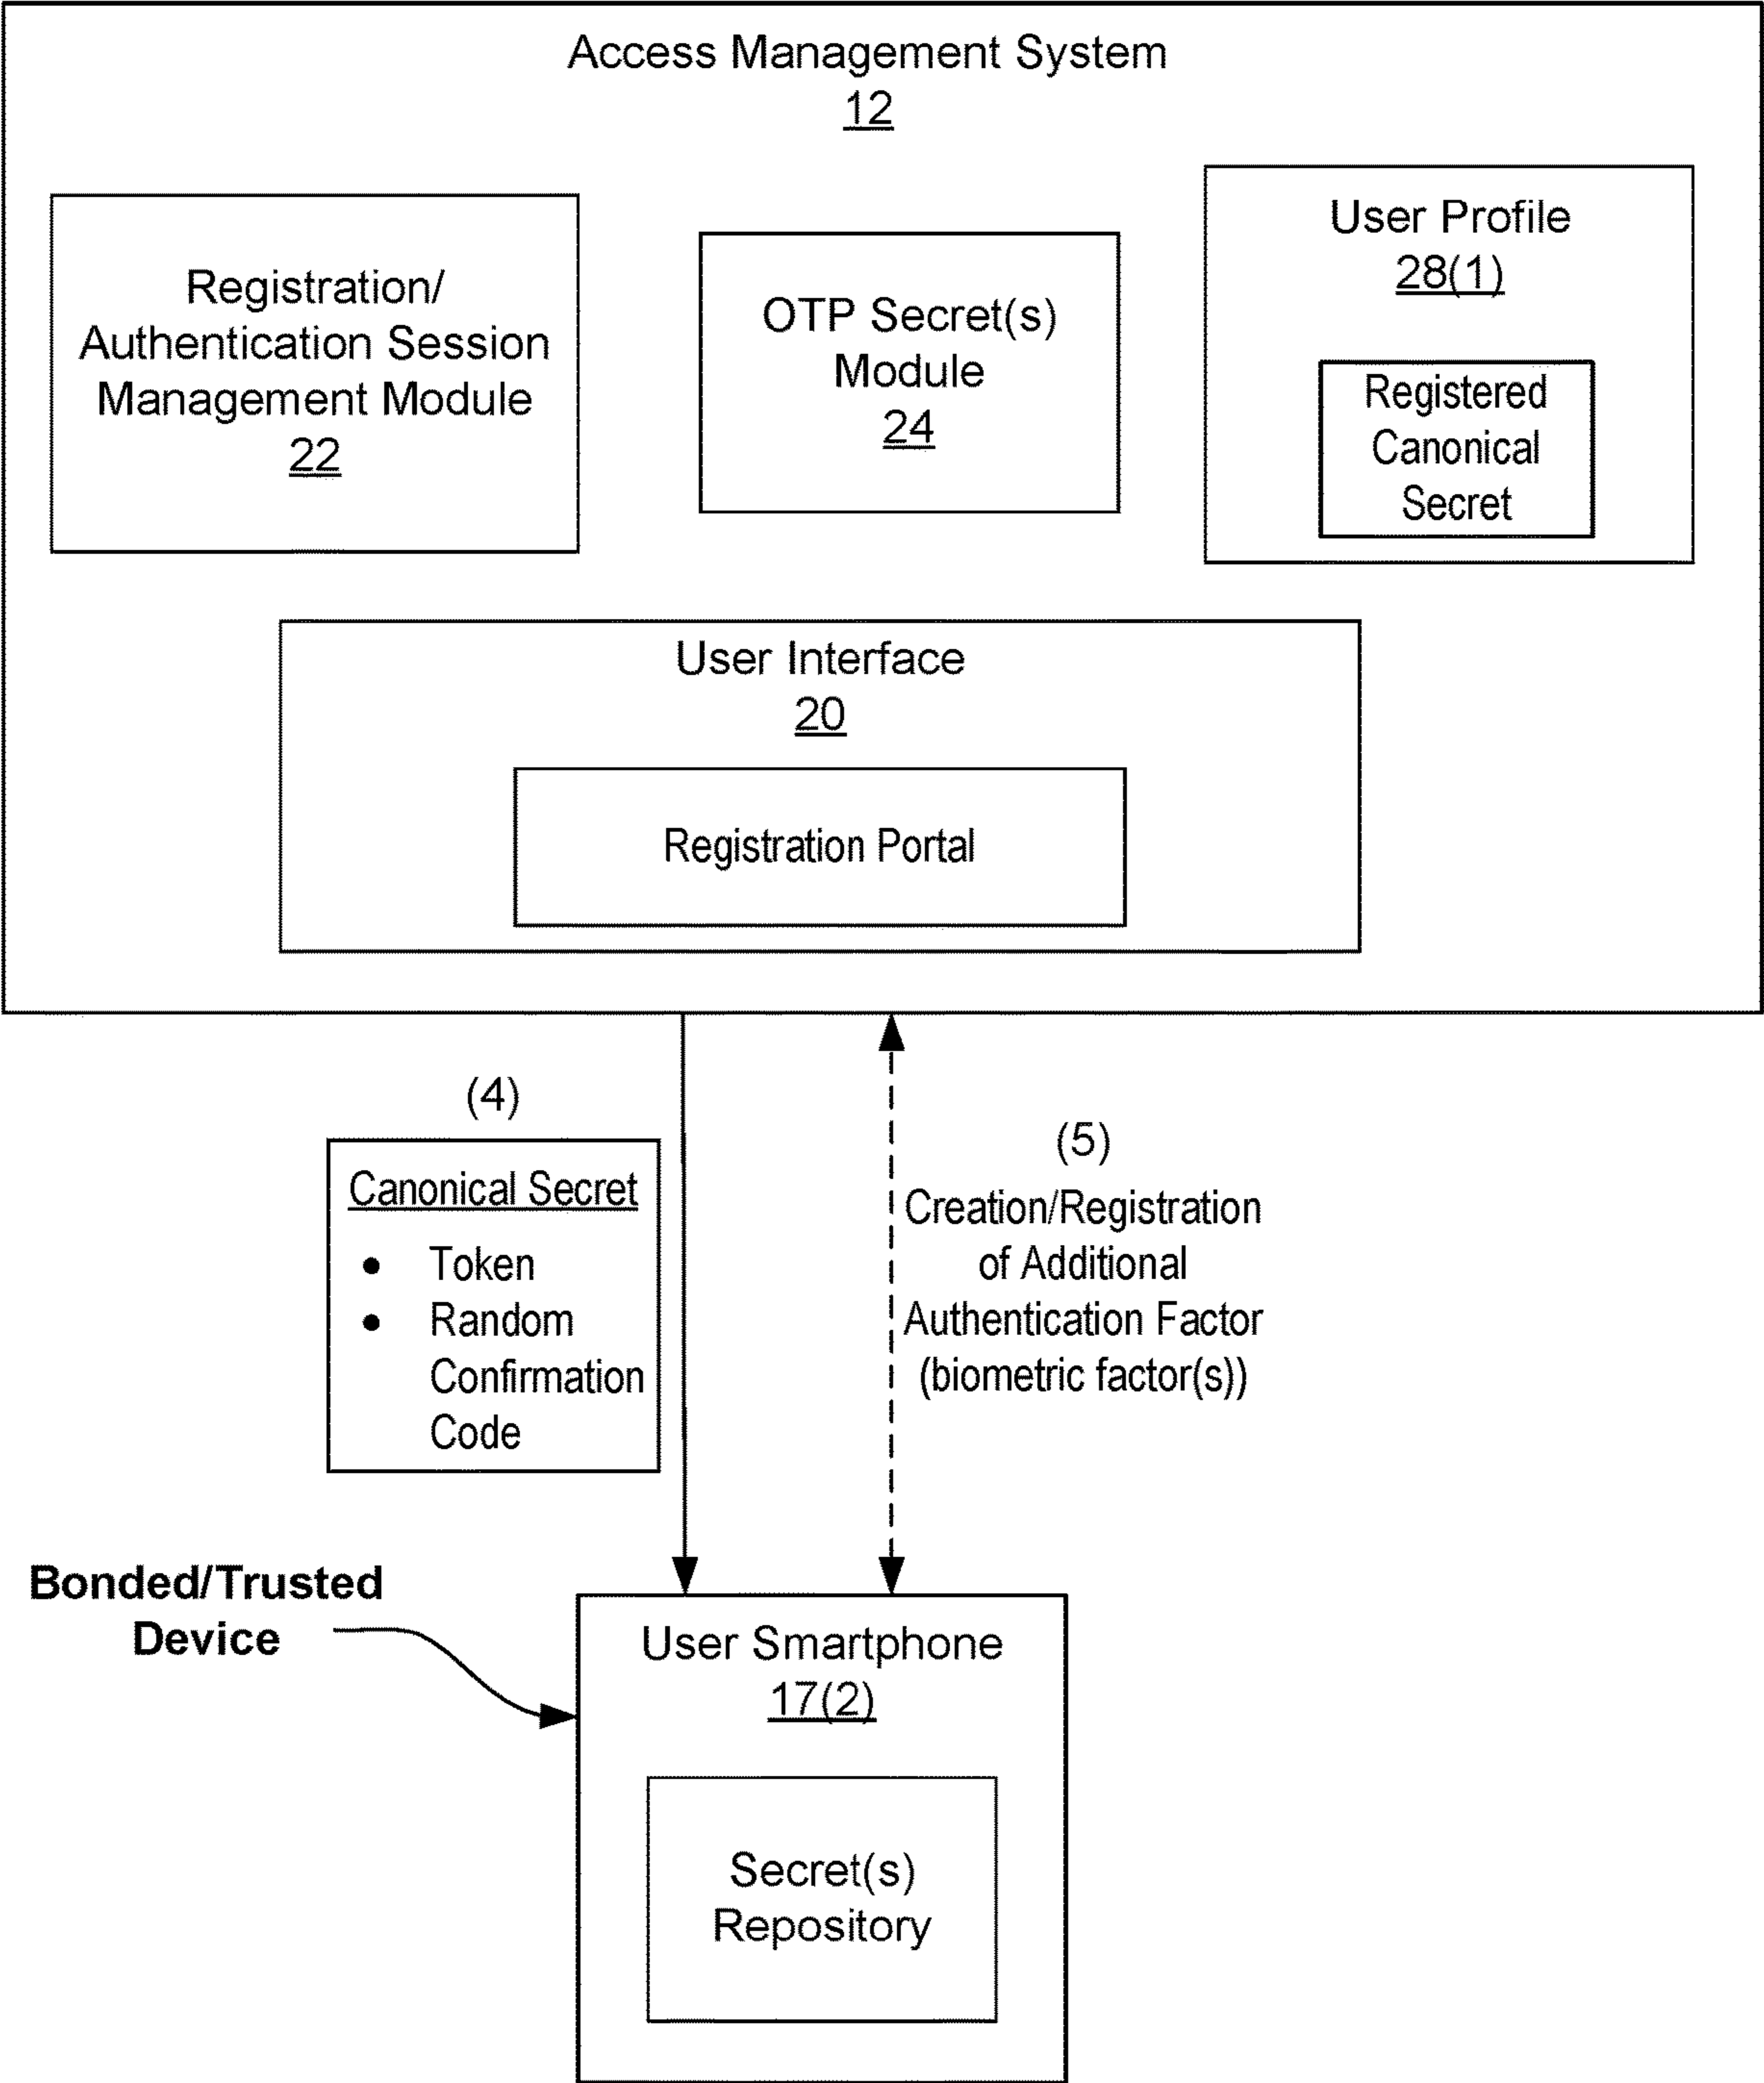 Access Management System
12
Registration/
Authentication Session
Management Module
22
OTP Secret(s)
Module
24
User Profile
28(1)
Registered
Canonical
Secret
User Interface
20
Registration Portal
(4)
Canonical Secret
• Token
• Random
Confirmation
Code
(5)
Creation/Registration
of Additional
Authentication Factor
(biometric factor(s))
Bonded/Trusted
Device
User Smartphone
17(2)
Secret(s)
Repository